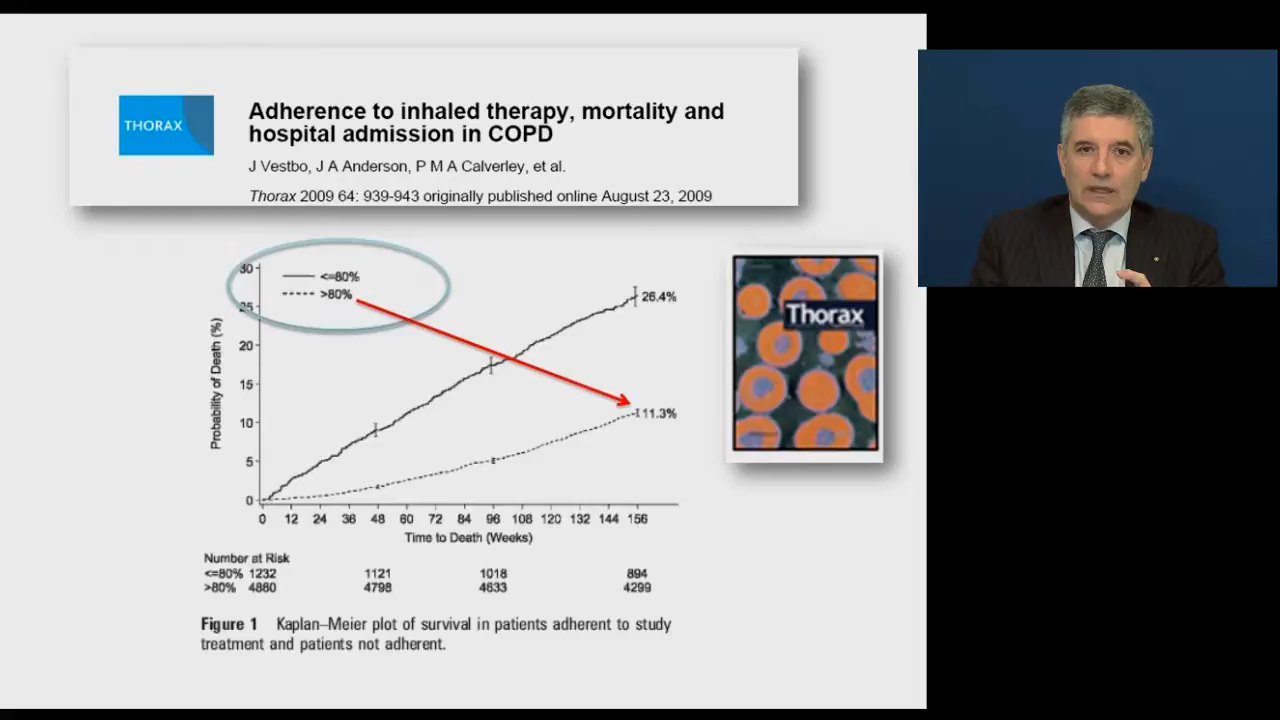 THORAX
Adherence to inhaled therapy, mortality and
hospital admission in COPD
J Vestbo, J A Anderson, P M A Calverley, et al.
Thorax 2009 64: 939-943 originally published online August 23, 2009
30
25
20
15
10
5
0
Probability of Death (%)
<=80%
>80%
26.4%
11.3%
0 12 24 36 48 60 72 84 96 108 120 132 144 156
Time to Death (Weeks)
Number at Risk
<=80% 1232 1121 1018 894
>80% 4880 4798 4633 4299
Figure 1 Kaplan–Meier plot of survival in patients adherent to study
treatment and patients not adherent.
Thorax